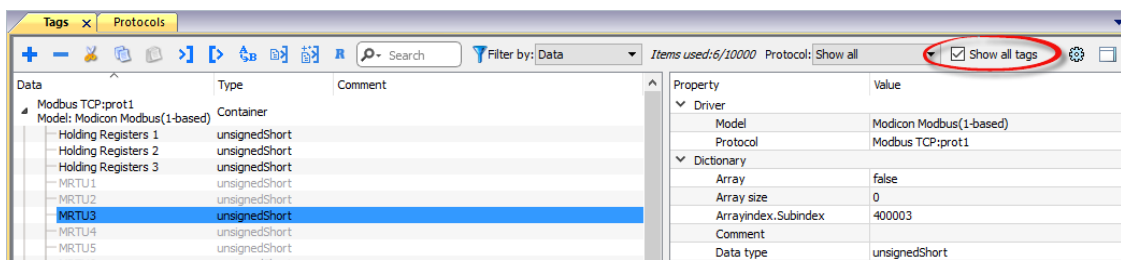 Tags x Protocols
R Search Filter by: Data Items used:6/10000 Protocol: Show all Show all tags
Data Type Comment Property Value
Modbus TCP:prot1
Model: Modicon Modbus(1-based) Container
Holding Registers 1 unsignedShort
Holding Registers 2 unsignedShort
Holding Registers 3 unsignedShort
MRTU1 unsignedShort
MRTU2 unsignedShort
MRTU3 unsignedShort
MRTU4 unsignedShort
MRTU5 unsignedShort
Driver
Model Modicon Modbus(1-based)
Protocol Modbus TCP:prot1
Dictionary
Array false
Array size 0
Arrayindex.Subindex 400003
Comment
Data type unsignedShort